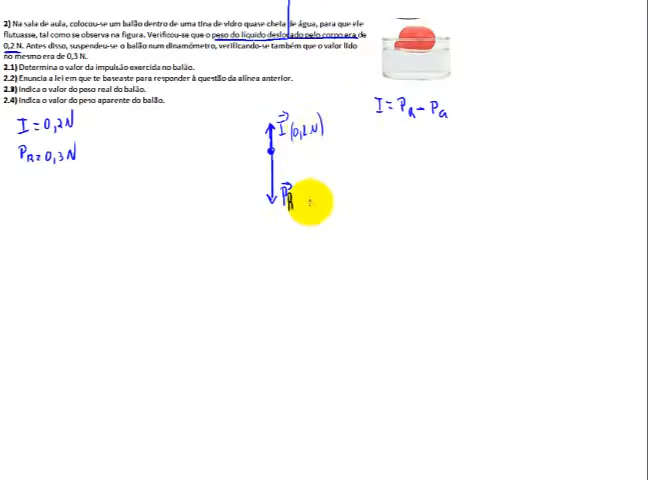 2) Na sala de aula, colocou-se um balão dentro de uma tina de vidro quase cheia de água, para que ele
flutuasse, tal como se observa na figura. Verificou-se que o peso do líquido deslocado pelo corpo era de
0,2 N. Antes disso, suspendeu-se o balão num dinamómetro, verificando-se também que o valor lido
no mesmo era de 0,3 N.
2.1) Determina o valor da impulsão exercida no balão.
2.2) Enuncia a lei em que te baseaste para responder à questão da alínea anterior.
2.3) Indica o valor do peso real do balão.
2.4) Indica o valor do peso aparente do balão.
I = PR - Pa
I = 0,2N
I (0,2N)
PR = 0,3N
PR